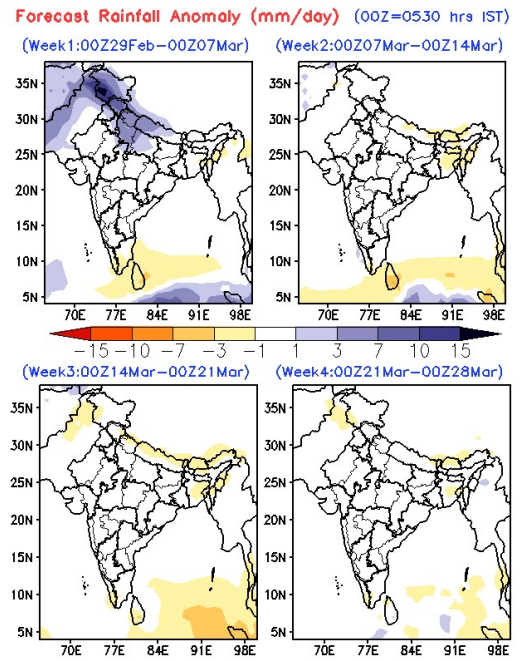 Forecast Rainfall Anomaly (mm/day) (00Z=0530 hrs IST)
(Week1:00Z29Feb−00Z07Mar) (Week2:00Z07Mar−00Z14Mar)
35N 35N
30N 30N
25N 25N
20N 20N
15N 15N
10N 10N
5N 5N
70E 77E 84E 91E 98E 70E 77E 84E 91E 98E
−15 −10 −7 −3 −1 1 3 7 10 15
(Week3:00Z14Mar−00Z21Mar) (Week4:00Z21Mar−00Z28Mar)
35N 35N
30N 30N
25N 25N
20N 20N
15N 15N
10N 10N
5N 5N
70E 77E 84E 91E 98E 70E 77E 84E 91E 98E